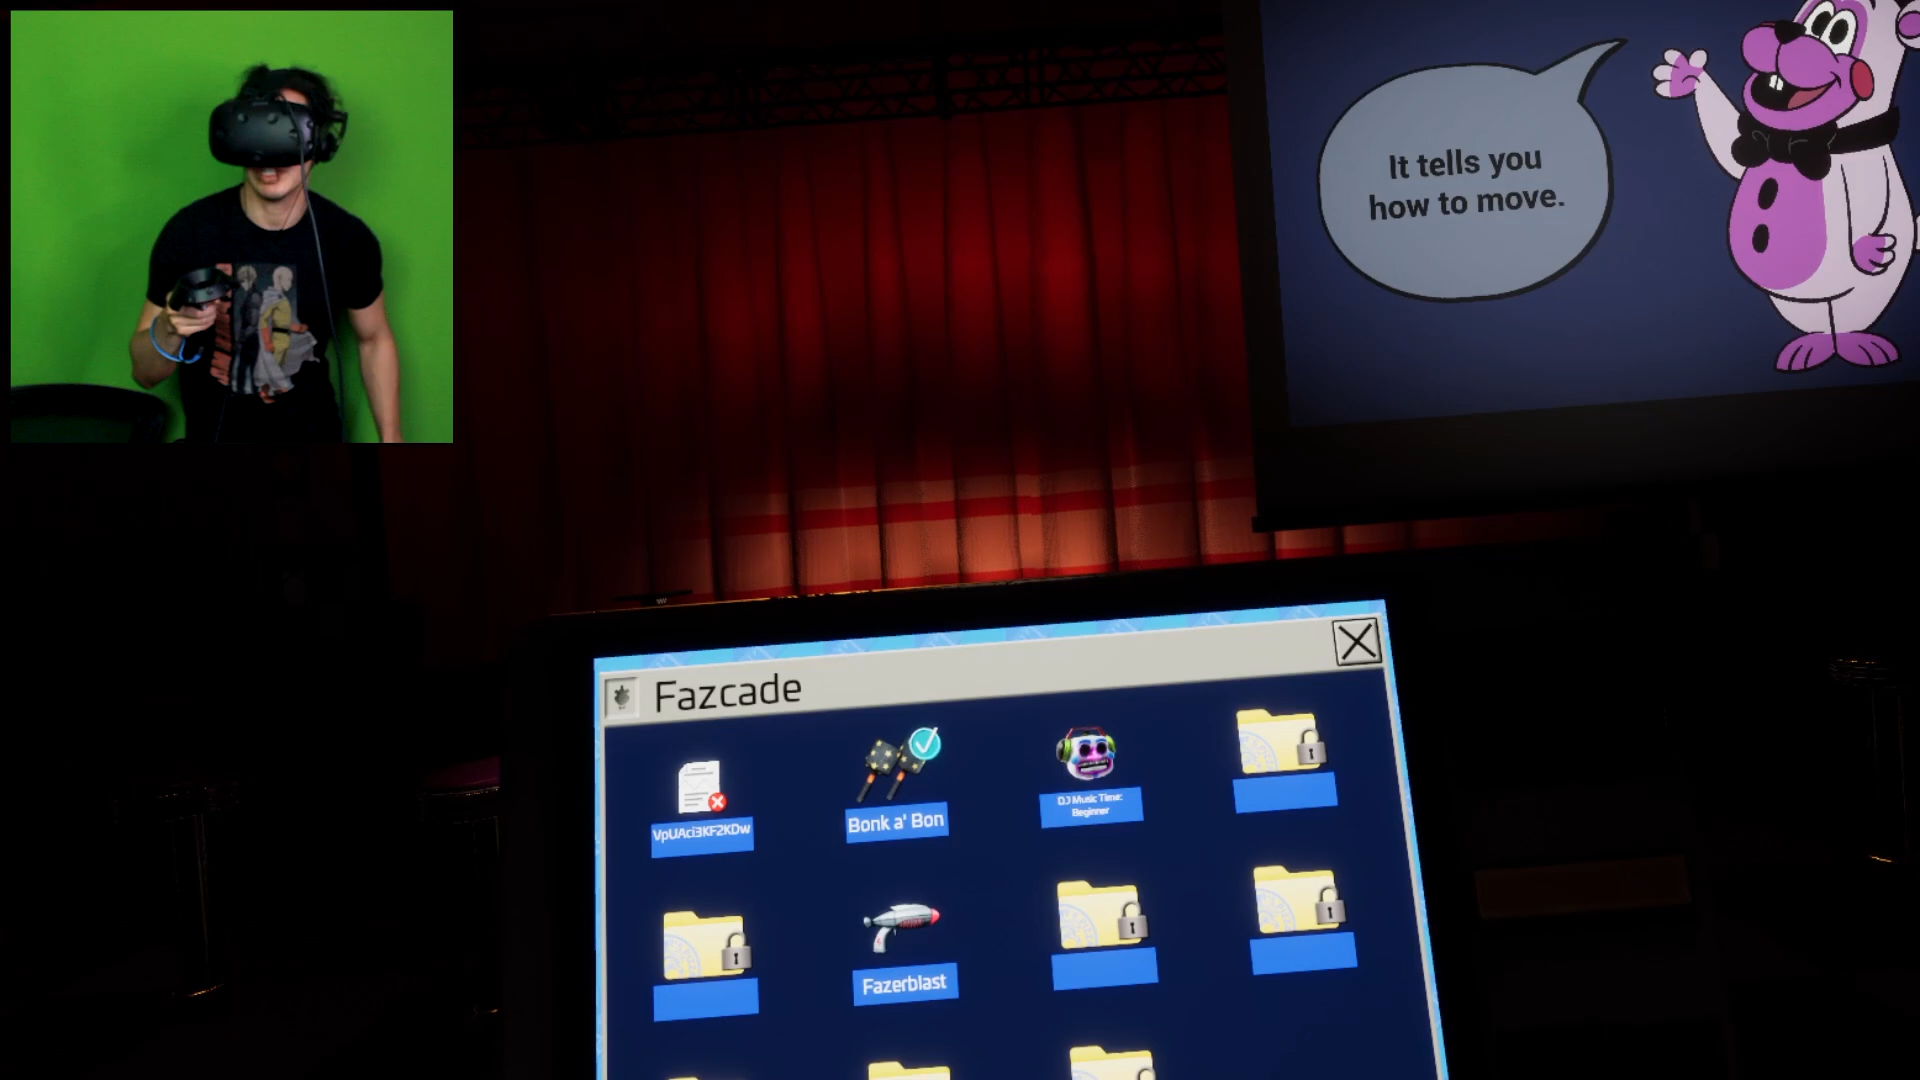 It tells you
how to move.
Fazcade
VpUAci3KF2KDw
Bonk a' Bon
DJ Music Time:
Beginner
Fazerblast